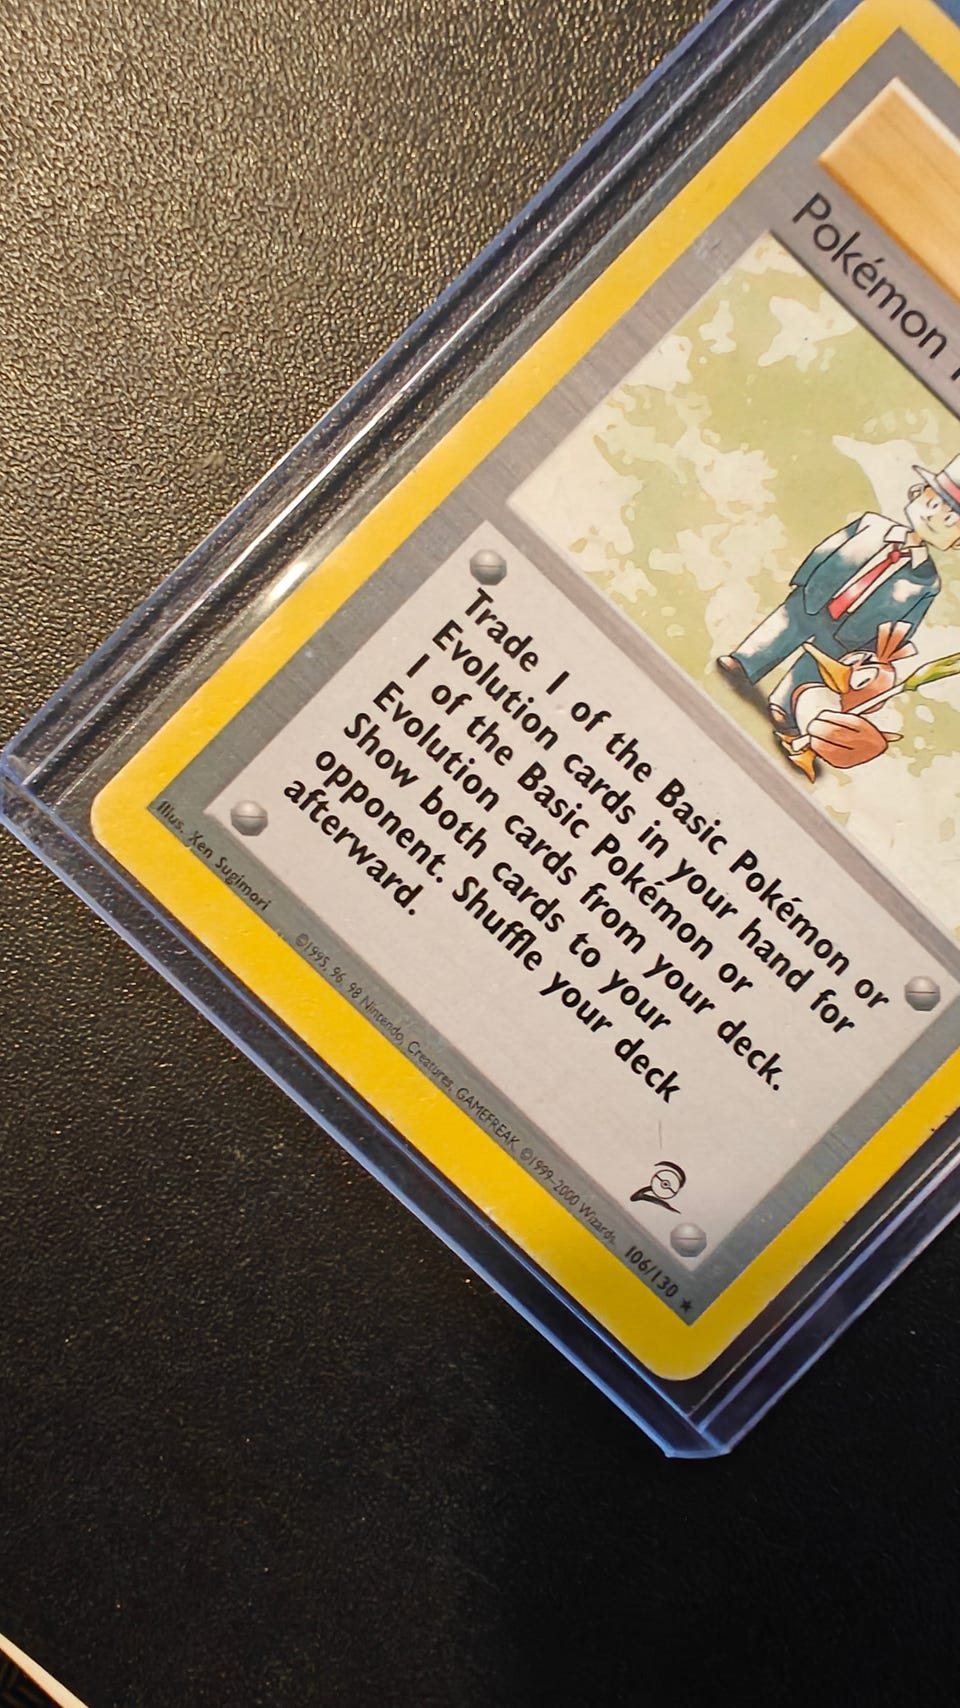 Pokémon
Trade 1 of the Basic Pokémon or
Evolution cards in your hand for
1 of the Basic Pokémon or
Evolution cards from your deck.
Show both cards to your
opponent. Shuffle your deck
afterward.
Illus. Ken Sugimori
©1995, 96, 98 Nintendo, Creatures, GAMEFREAK. ©1999-2000 Wizards.
106/130 ★